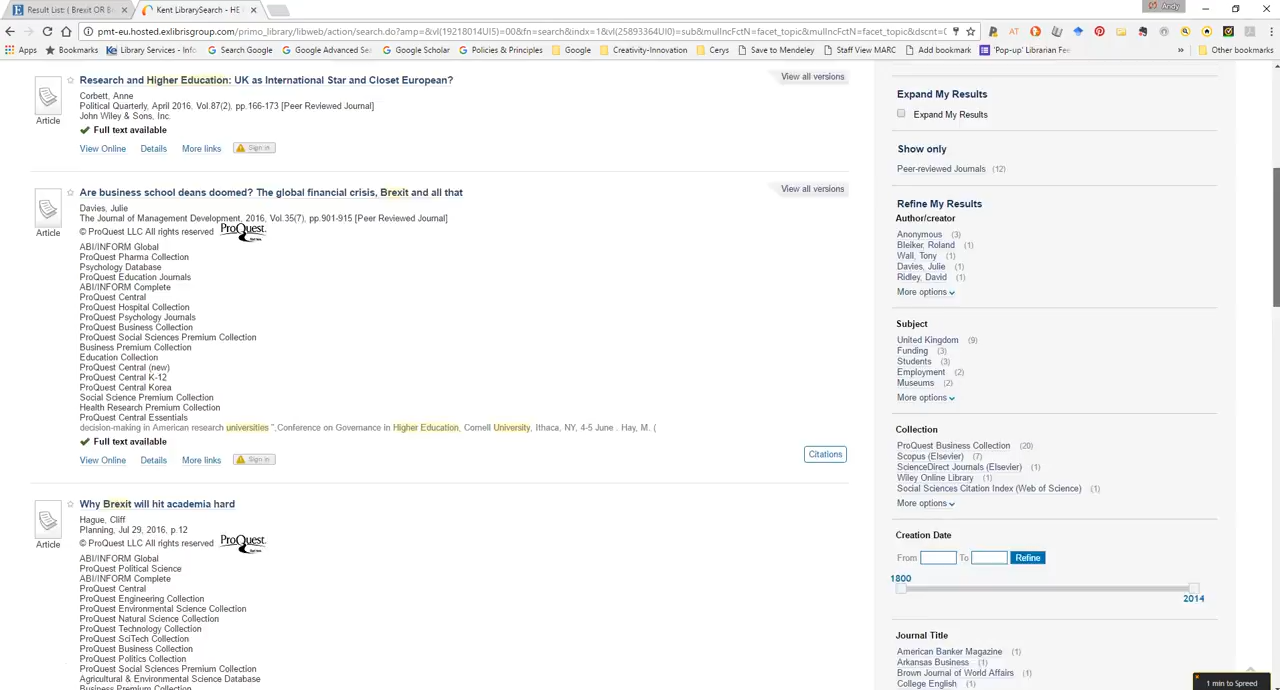 Result List: ( Brexit OR B
Kent LibrarySearch - HE
Andy
pmt-eu.hosted.exlibrisgroup.com/primo_library/libweb/action/search.do?amp=&vl(19218014UI5)=00&fn=search&indx=1&vl(25893364UI0)=sub&mulIncFctN=facet_topic&mulIncFctN=facet_topic&dscnt=0
Apps
Bookmarks
Library Services - Info
Search Google
Google Advanced Sea
Google Scholar
Policies & Principles
Google
Creativity-Innovation
Cerys
Save to Mendeley
Staff View MARC
Add bookmark
'Pop-up' Librarian Fee
Other bookmarks
Research and Higher Education: UK as International Star and Closet European?
View all versions
Corbett, Anne
Political Quarterly, April 2016. Vol.87(2), pp.166-173 [Peer Reviewed Journal]
John Wiley & Sons, Inc.
Article
Full text available
View Online Details More links Sign in
Are business school deans doomed? The global financial crisis, Brexit and all that
View all versions
Davies, Julie
The Journal of Management Development, 2016, Vol.35(7), pp.901-915 [Peer Reviewed Journal]
Article
© ProQuest LLC All rights reserved ProQuest
ABI/INFORM Global
ProQuest Pharma Collection
Psychology Database
ProQuest Education Journals
ABI/INFORM Complete
ProQuest Central
ProQuest Hospital Collection
ProQuest Psychology Journals
ProQuest Business Collection
ProQuest Social Sciences Premium Collection
Business Premium Collection
Education Collection
ProQuest Central (new)
ProQuest Central K-12
ProQuest Central Korea
Social Science Premium Collection
Health Research Premium Collection
ProQuest Central Essentials
decision-making in American research universities ",Conference on Governance in Higher Education, Cornell University, Ithaca, NY, 4-5 June . Hay, M. (
Full text available
View Online Details More links Sign in
Citations
Why Brexit will hit academia hard
Hague, Cliff
Planning, Jul 29, 2016, p.12
Article
© ProQuest LLC All rights reserved ProQuest
ABI/INFORM Global
ProQuest Political Science
ABI/INFORM Complete
ProQuest Central
ProQuest Engineering Collection
ProQuest Environmental Science Collection
ProQuest Natural Science Collection
ProQuest Technology Collection
ProQuest SciTech Collection
ProQuest Business Collection
ProQuest Politics Collection
ProQuest Social Sciences Premium Collection
Agricultural & Environmental Science Database
Business Premium Collection
Expand My Results
Expand My Results
Show only
Peer-reviewed Journals (12)
Refine My Results
Author/creator
Anonymous (3)
Bleiker, Roland (1)
Wall, Tony (1)
Davies, Julie (1)
Ridley, David (1)
More options
Subject
United Kingdom (9)
Funding (3)
Students (3)
Employment (2)
Museums (2)
More options
Collection
ProQuest Business Collection (20)
Scopus (Elsevier) (7)
ScienceDirect Journals (Elsevier) (1)
Wiley Online Library (1)
Social Sciences Citation Index (Web of Science) (1)
More options
Creation Date
From To Refine
1800
2014
Journal Title
American Banker Magazine (1)
Arkansas Business (1)
Brown Journal of World Affairs (1)
College English (1)
1 min to Spreed